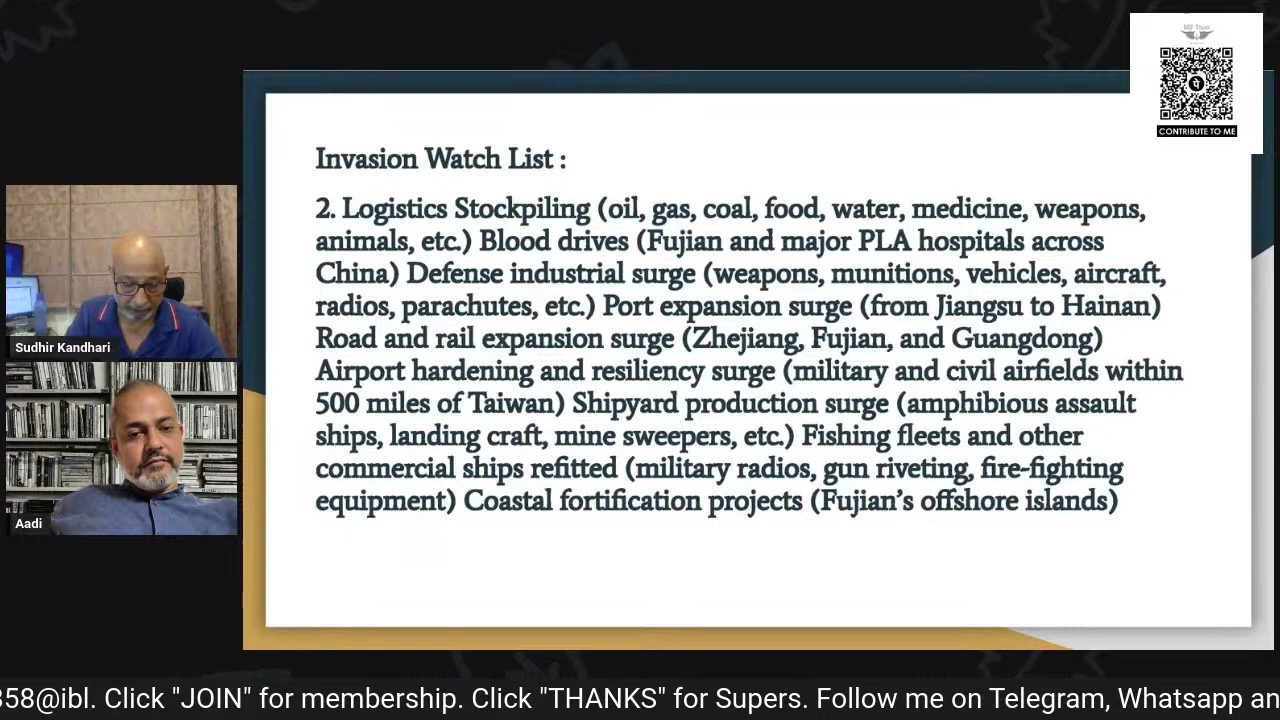 CONTRIBUTE TO ME
Invasion Watch List :
2. Logistics Stockpiling (oil, gas, coal, food, water, medicine, weapons,
animals, etc.) Blood drives (Fujian and major PLA hospitals across
China) Defense industrial surge (weapons, munitions, vehicles, aircraft,
radios, parachutes, etc.) Port expansion surge (from Jiangsu to Hainan)
Road and rail expansion surge (Zhejiang, Fujian, and Guangdong)
Airport hardening and resiliency surge (military and civil airfields within
500 miles of Taiwan) Shipyard production surge (amphibious assault
ships, landing craft, mine sweepers, etc.) Fishing fleets and other
commercial ships refitted (military radios, gun riveting, fire-fighting
equipment) Coastal fortification projects (Fujian’s offshore islands)
Sudhir Kandhari
Aadi
358@ibl. Click "JOIN" for membership. Click "THANKS" for Supers. Follow me on Telegram, Whatsapp an